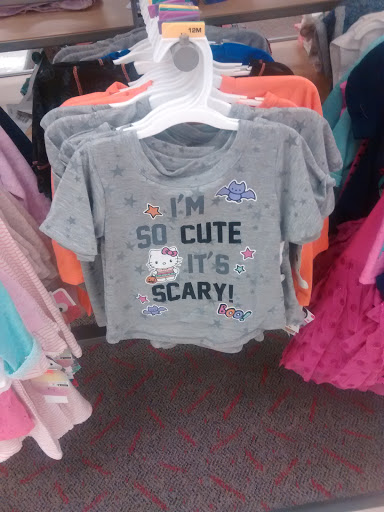 12M
I'M
SO CUTE
IT'S
SCARY!
BOO!